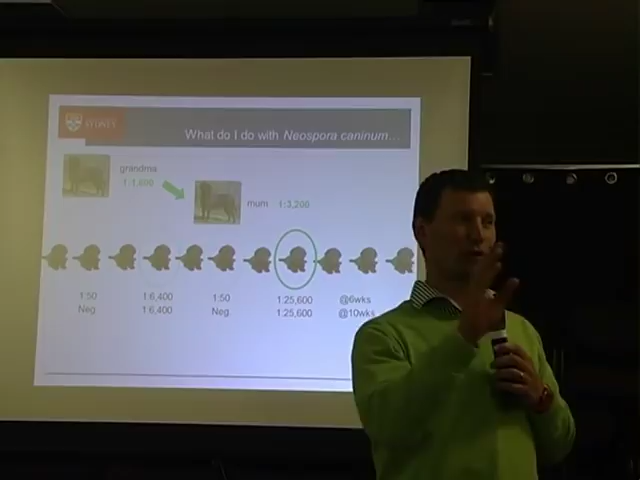 SYDNEY
What do I do with Neospora caninum…
grandma
1:1,600
mum 1:3,200
1:50 1:6,400 1:50 1:25,600 @6wks
Neg 1:6,400 Neg 1:25,600 @10wks